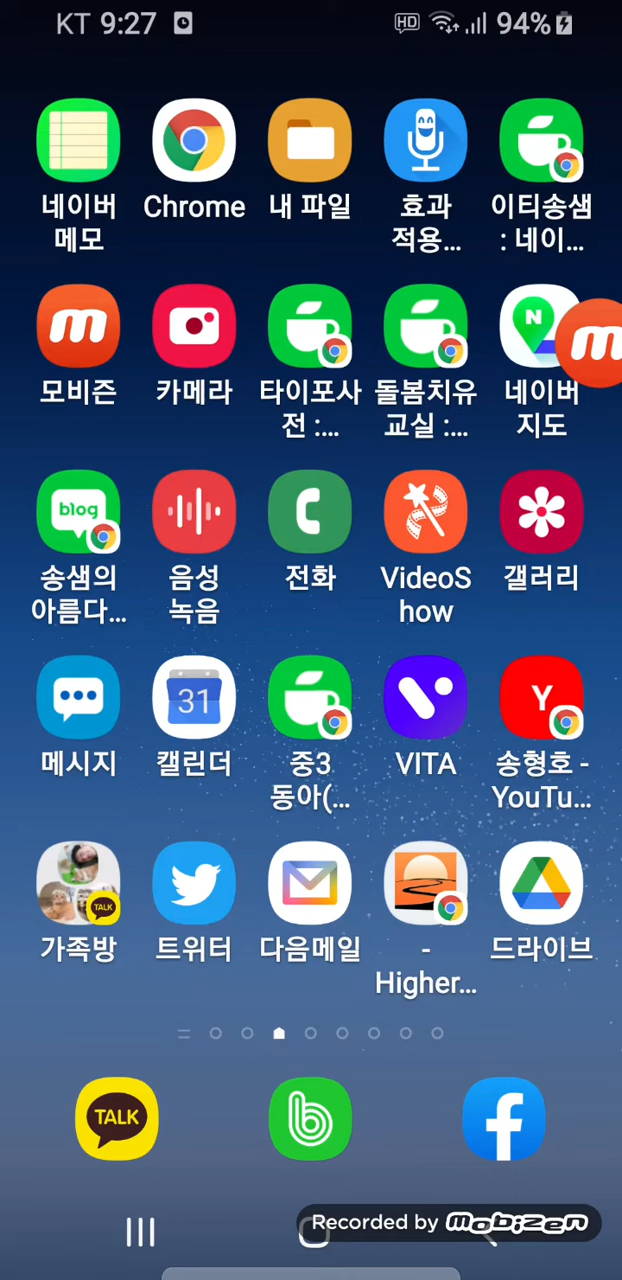 KT 9:27 HD 94%
네이버 메모
Chrome
내 파일
효과 적용...
이티송샘 : 네이...
모비즌
카메라
타이포사전 :...
돌봄치유교실 :...
N
네이버 지도
m
blog
송샘의 아름다...
음성 녹음
전화
VideoShow
갤러리
메시지
31
캘린더
중3 동아(...
VITA
Y
송형호 - YouTu...
TALK
가족방
트위터
다음메일
- Higher...
드라이브
TALK
b
f
Recorded by mobizen